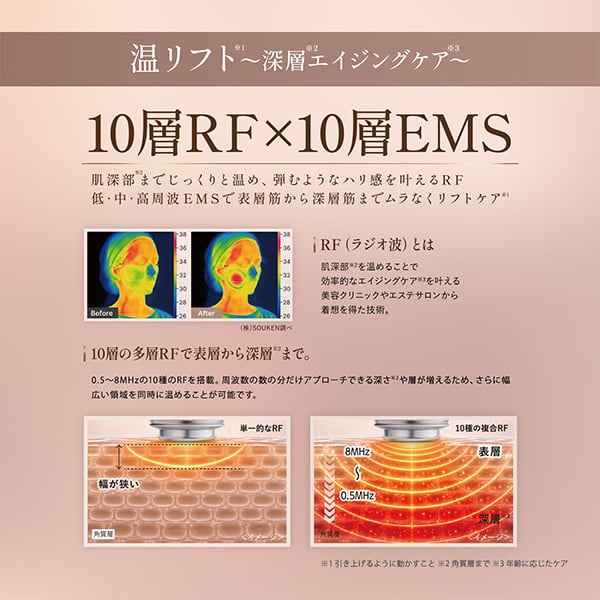 温リフト※1～深層※2エイジングケア※3～
10層RF×10層EMS
肌深部※2までじっくりと温め、弾むようなハリ感を叶えるRF
低・中・高周波EMSで表層筋から深層筋までムラなくリフトケア※1
38
36
34
32
30
28
26
Before
38
36
34
32
30
28
26
After
(株)SOUKEN調べ
RF（ラジオ波）とは
肌深部※2を温めることで
効率的なエイジングケア※3を叶える
美容クリニックやエステサロンから
着想を得た技術。
10層の多層RFで表層から深層※2まで。
0.5～8MHzの10種のRFを搭載。周波数の数の分だけアプローチできる深さ※2や層が増えるため、さらに幅
広い領域を同時に温めることが可能です。
単一的なRF
幅が狭い
角質層
＜イメージ＞
10種の複合RF
8MHz
～
0.5MHz
表層
深層※2
角質層
＜イメージ＞
※1 引き上げるように動かすこと ※2 角質層まで ※3 年齢に応じたケア